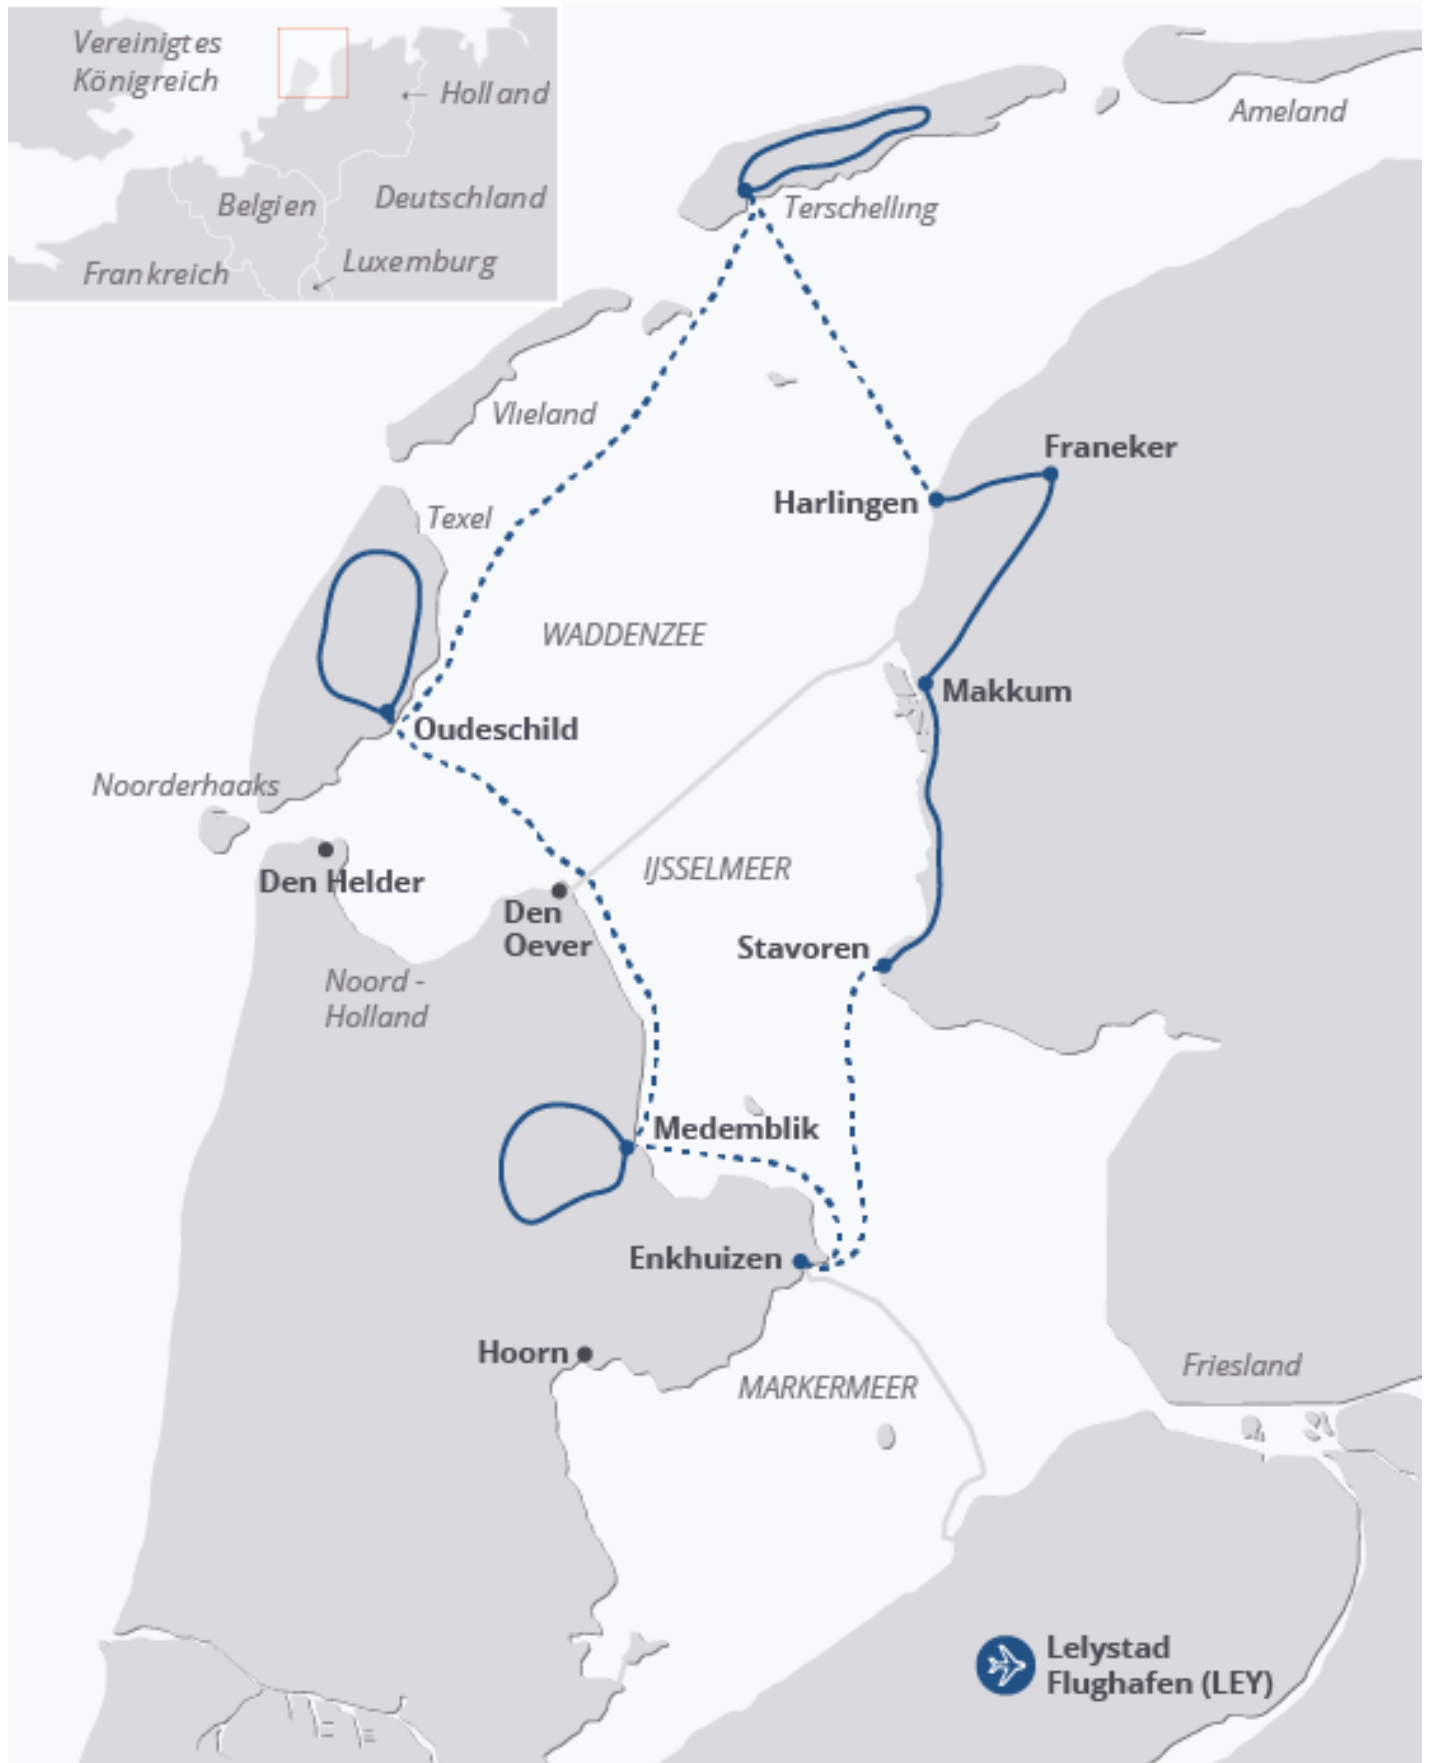 Vereinigtes
Königreich
Holland
Belgien
Deutschland
Luxemburg
Frankreich
Ameland
Terschelling
Vlieland
Franeker
Harlingen
Texel
WADDENZEE
Makkum
Oudeschild
Noorderhaaks
IJSSELMEER
Den Helder
Den
Oever
Stavoren
Noord -
Holland
Medemblik
Enkhuizen
Hoorn
Friesland
MARKERMEER
Lelystad
Flughafen (LEY)